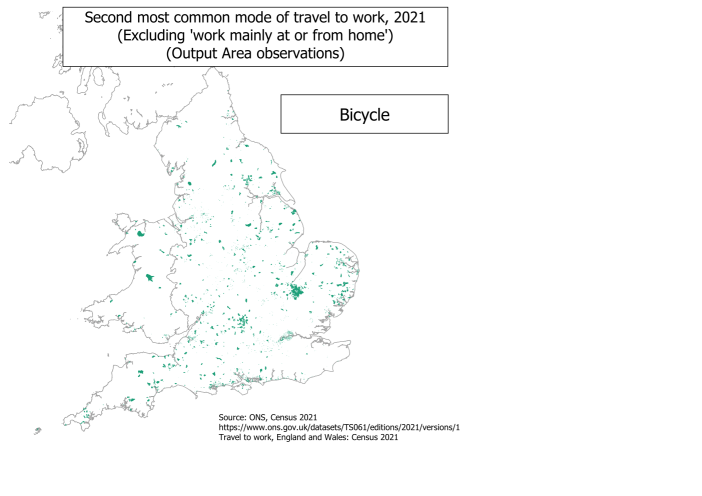 Second most common mode of travel to work, 2021
(Excluding 'work mainly at or from home')
(Output Area observations)
Bicycle
Source: ONS, Census 2021
https://www.ons.gov.uk/datasets/TS061/editions/2021/versions/1
Travel to work, England and Wales: Census 2021